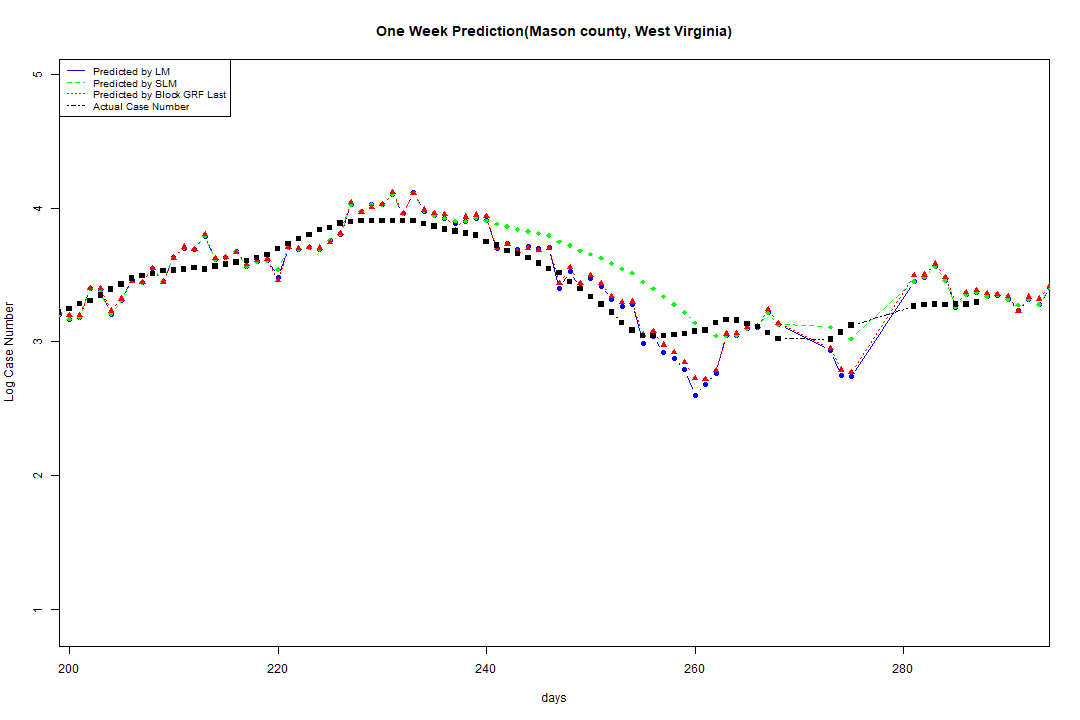 One Week Prediction(Mason county, West Virginia)
5
4
3
2
1
Log Case Number
Predicted by LM
Predicted by SLM
Predicted by Block GRF Last
Actual Case Number
200 220 240 260 280
days